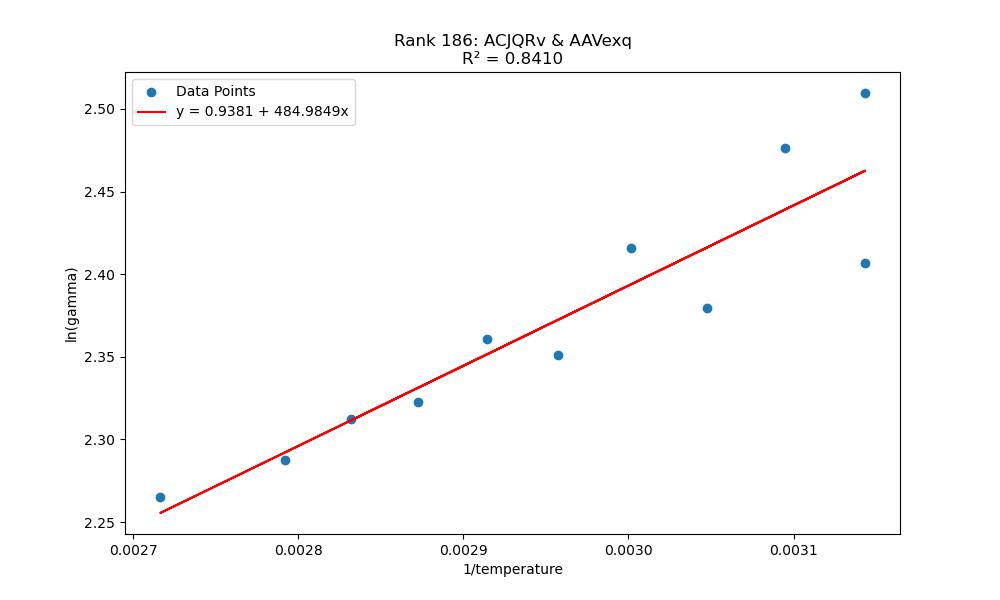 Rank 186: ACJQRv & AAVexq
R² = 0.8410
Data Points
y = 0.9381 + 484.9849x
2.50
2.45
2.40
2.35
2.30
2.25
ln(gamma)
0.0027 0.0028 0.0029 0.0030 0.0031
1/temperature